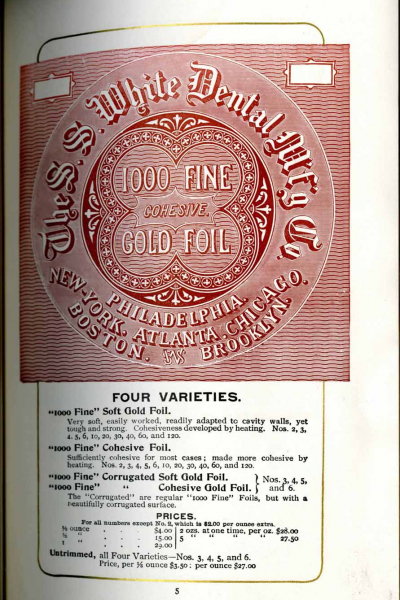 The S. S. White Dental Mf'g Co.
1000 FINE
COHESIVE.
GOLD FOIL
PHILADELPHIA.
NEW-YORK. ATLANTA. CHICAGO.
BOSTON. BROOKLYN.
FOUR VARIETIES.
"1000 Fine" Soft Gold Foil.
Very soft, easily worked, readily adapted to cavity walls, yet
tough and strong. Cohesiveness developed by heating. Nos. 2, 3,
4, 5, 6, 10, 20, 30, 40, 60, and 120.
"1000 Fine" Cohesive Foil.
Sufficiently cohesive for most cases; made more cohesive by
heating. Nos. 2, 3, 4, 5, 6, 10, 20, 30, 40, 60, and 120.
"1000 Fine" Corrugated Soft Gold Foil. } Nos. 3, 4, 5,
"1000 Fine" " Cohesive Gold Foil. } and 6.
The "Corrugated" are regular "1000 Fine" Foils, but with a
beautifully corrugated surface.
PRICES.
For all numbers except No. 2, which is $2.00 per ounce extra.
⅛ ounce . . . $4.00 | 2 ozs. at one time, per oz. $28.00
½ " . . . 15.00 | 5 " " " " 27.50
1 " . . . 29.00
Untrimmed, all Four Varieties—Nos. 3, 4, 5, and 6.
Price, per ⅛ ounce $3.50; per ounce $27.00
5